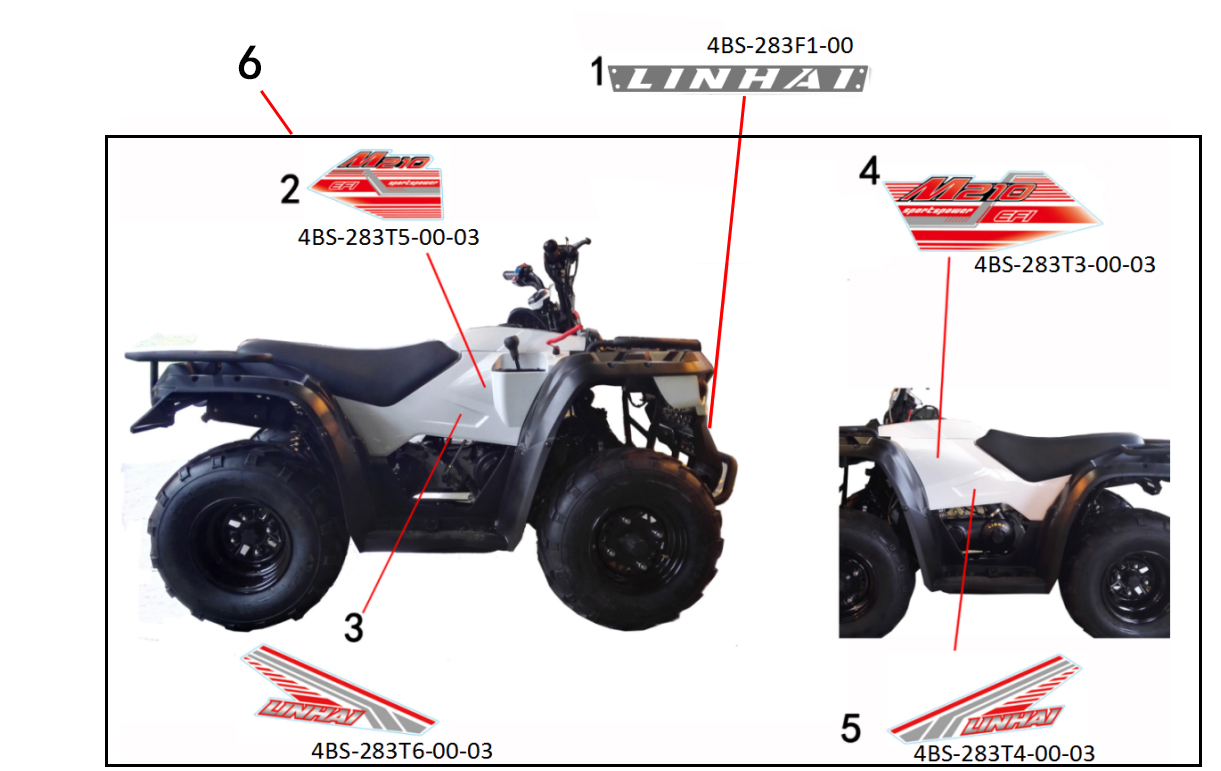 6
4BS-283F1-00
1
LINHAI
M210
EFI
sportspower
2
4BS-283T5-00-03
4
M210
sportspower
EFI
4BS-283T3-00-03
3
LINHAI
4BS-283T6-00-03
5
LINHAI
4BS-283T4-00-03